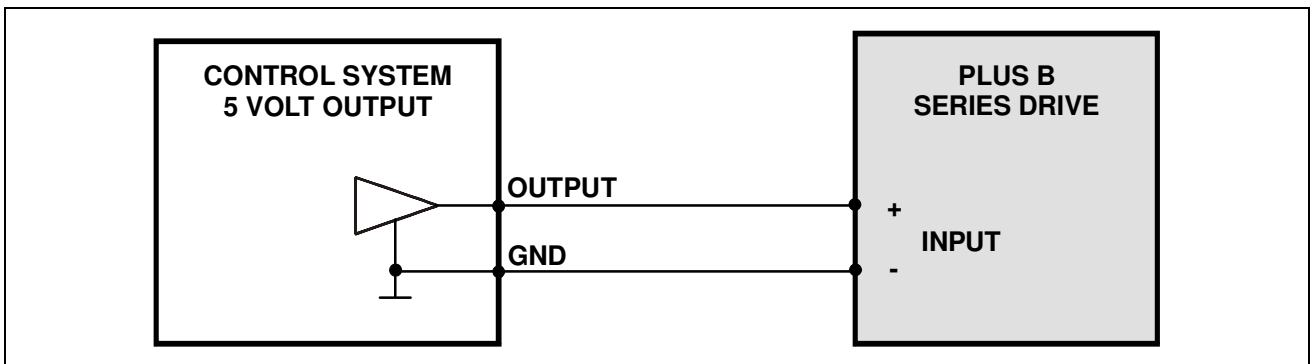 CONTROL SYSTEM
5 VOLT OUTPUT
PLUS B
SERIES DRIVE
OUTPUT
GND
+
INPUT
-